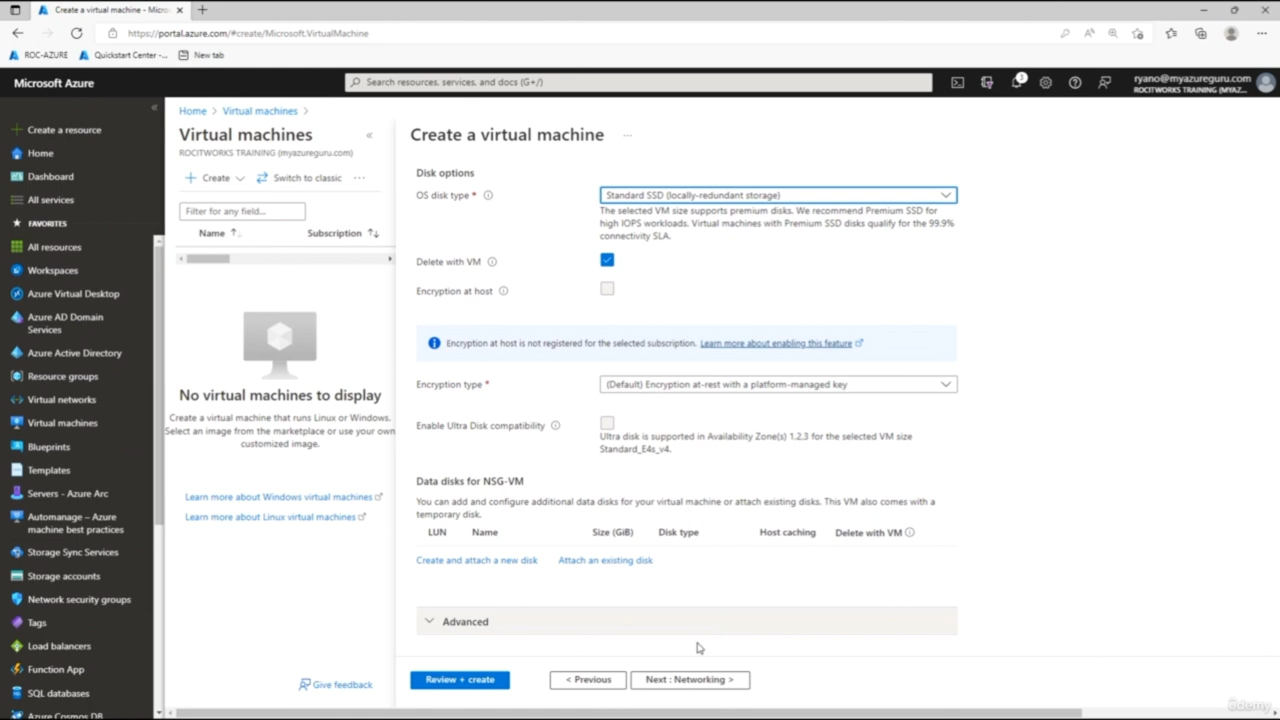 Create a virtual machine - Micro
https://portal.azure.com/#create/Microsoft.VirtualMachine
ROC-AZURE
Quickstart Center -...
New tab
Microsoft Azure
Search resources, services, and docs (G+/)
1
ryano@myazureguru.com
ROCITWORKS TRAINING (MYAZ...
Create a resource
Home
Dashboard
All services
FAVORITES
All resources
Workspaces
Azure Virtual Desktop
Azure AD Domain
Services
Azure Active Directory
Resource groups
Virtual networks
Virtual machines
Blueprints
Templates
Servers - Azure Arc
Automanage – Azure
machine best practices
Storage Sync Services
Storage accounts
Network security groups
Tags
Load balancers
Function App
SQL databases
Azure Cosmos DB
Home > Virtual machines >
Virtual machines
ROCITWORKS TRAINING (myazureguru.com)
Create
Switch to classic
...
Filter for any field...
Name
Subscription
No virtual machines to display
Create a virtual machine that runs Linux or Windows.
Select an image from the marketplace or use your own
customized image.
Learn more about Windows virtual machines
Learn more about Linux virtual machines
Give feedback
Create a virtual machine
...
Disk options
OS disk type *
Standard SSD (locally-redundant storage)
The selected VM size supports premium disks. We recommend Premium SSD for
high IOPS workloads. Virtual machines with Premium SSD disks qualify for the 99.9%
connectivity SLA.
Delete with VM
Encryption at host
Encryption at host is not registered for the selected subscription. Learn more about enabling this feature
Encryption type *
(Default) Encryption at-rest with a platform-managed key
Enable Ultra Disk compatibility
Ultra disk is supported in Availability Zone(s) 1,2,3 for the selected VM size
Standard_E4s_v4.
Data disks for NSG-VM
You can add and configure additional data disks for your virtual machine or attach existing disks. This VM also comes with a
temporary disk.
LUN Name Size (GiB) Disk type Host caching Delete with VM
Create and attach a new disk
Attach an existing disk
Advanced
Review + create
< Previous
Next : Networking >
ûdemy